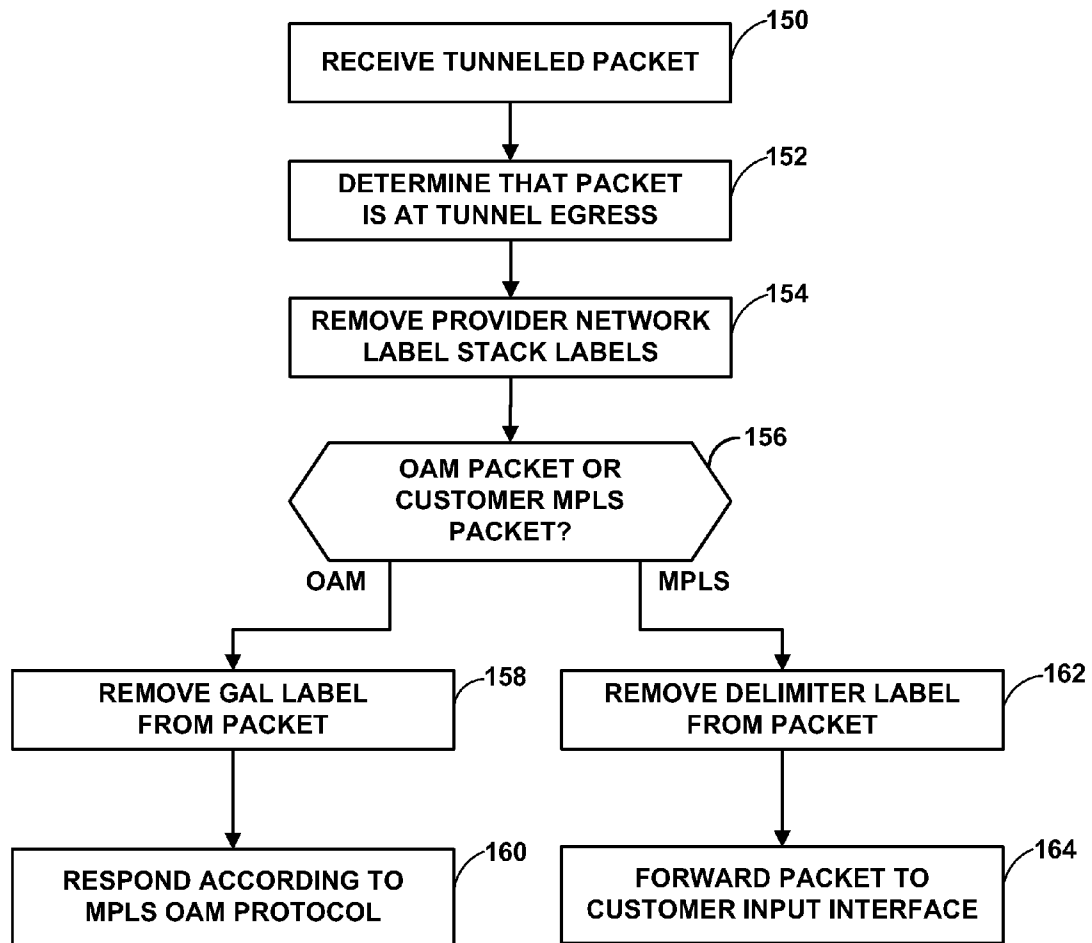 150
RECEIVE TUNNELED PACKET
152
DETERMINE THAT PACKET
IS AT TUNNEL EGRESS
154
REMOVE PROVIDER NETWORK
LABEL STACK LABELS
156
OAM PACKET OR
CUSTOMER MPLS
PACKET?
OAM
MPLS
158
REMOVE GAL LABEL
FROM PACKET
162
REMOVE DELIMITER LABEL
FROM PACKET
160
RESPOND ACCORDING TO
MPLS OAM PROTOCOL
164
FORWARD PACKET TO
CUSTOMER INPUT INTERFACE